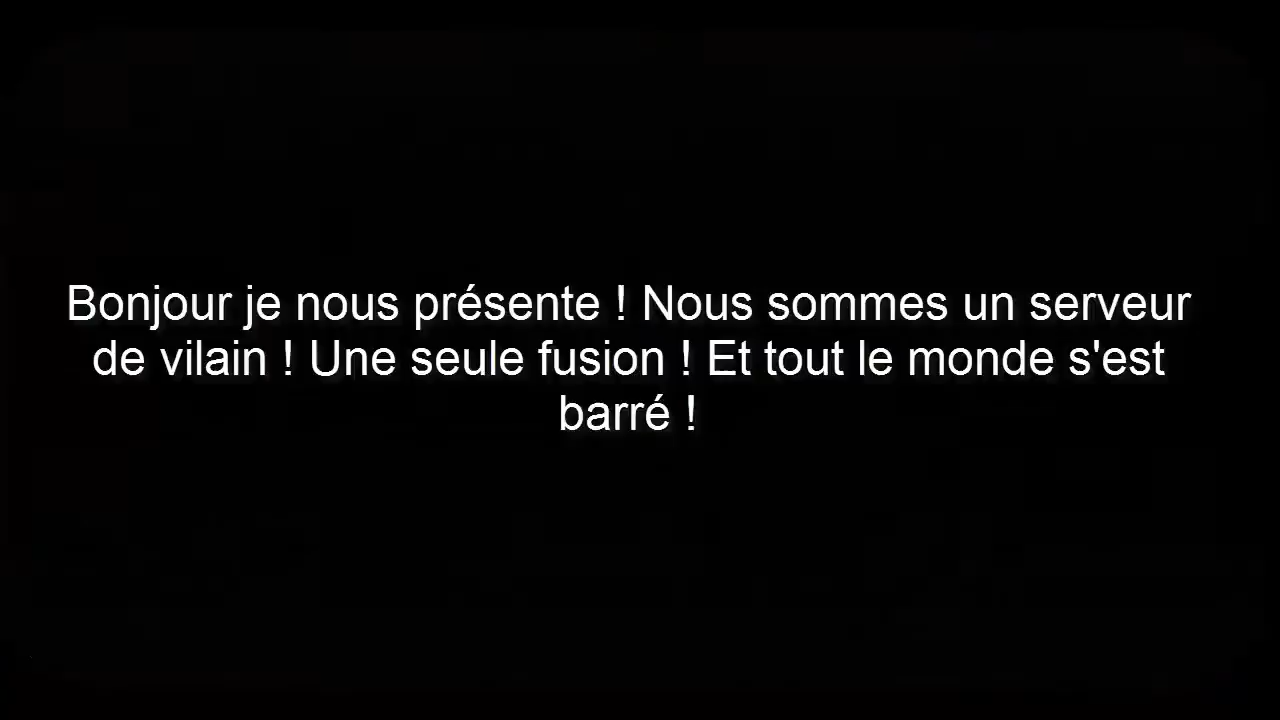 Bonjour je nous présente ! Nous sommes un serveur
de vilain ! Une seule fusion ! Et tout le monde s'est
barré !